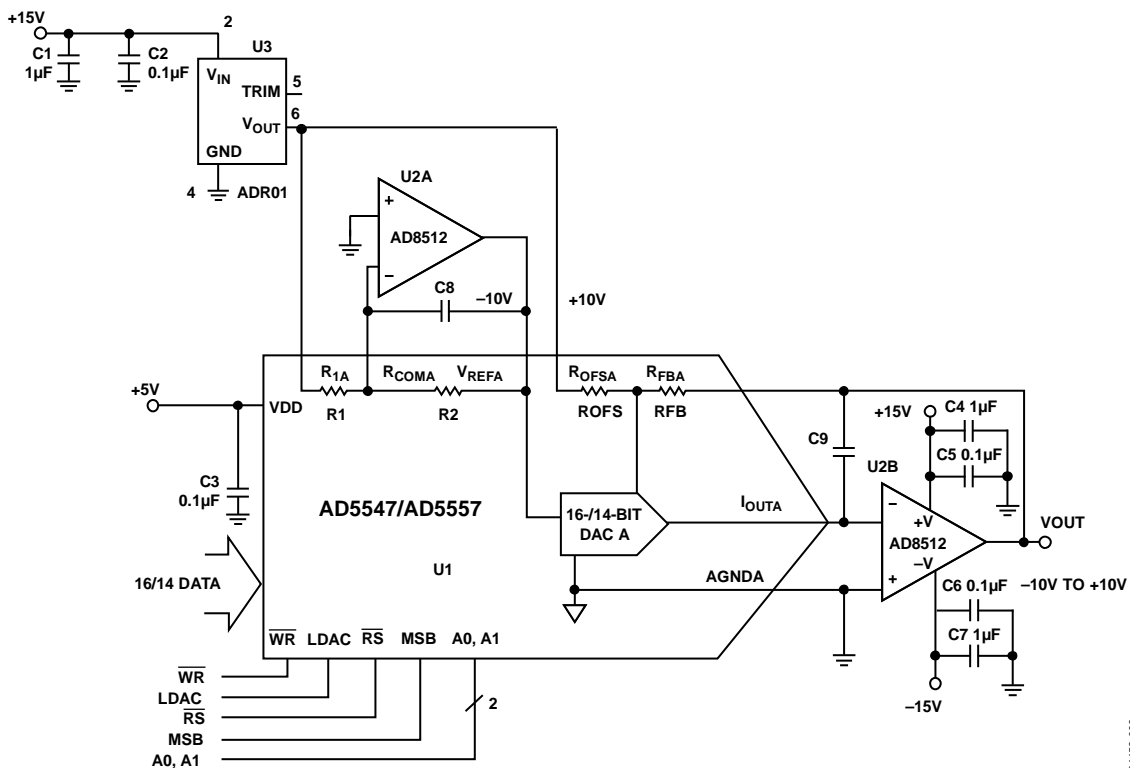 +15V
2
U3
C1
1µF
C2
0.1µF
VIN
TRIM
5
VOUT
6
GND
4
ADR01
U2A
+
AD8512
−
C8
−10V
+10V
+5V
VDD
R1A
RCOMA
VREFA
ROFSA
RFBA
R1
R2
ROFS
RFB
C3
0.1µF
AD5547/AD5557
16-/14-BIT
DAC A
IOUTA
C9
+15V
C4 1µF
C5 0.1µF
U2B
−
+V
AD8512
−V
+
VOUT
−10V TO +10V
C6 0.1µF
C7 1µF
−15V
U1
AGNDA
16/14 DATA
WR LDAC RS MSB A0, A1
WR
LDAC
RS
MSB
A0, A1
2